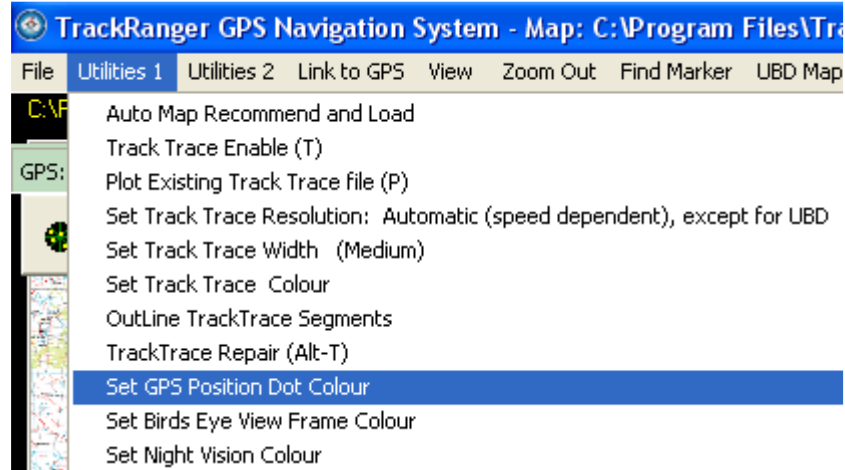 TrackRanger GPS Navigation System - Map: C:\Program Files\Tra
File Utilities 1 Utilities 2 Link to GPS View Zoom Out Find Marker UBD Map
C:\
Auto Map Recommend and Load
Track Trace Enable (T)
GPS:
Plot Existing Track Trace file (P)
Set Track Trace Resolution: Automatic (speed dependent), except for UBD
Set Track Trace Width (Medium)
Set Track Trace Colour
OutLine TrackTrace Segments
TrackTrace Repair (Alt-T)
Set GPS Position Dot Colour
Set Birds Eye View Frame Colour
Set Night Vision Colour